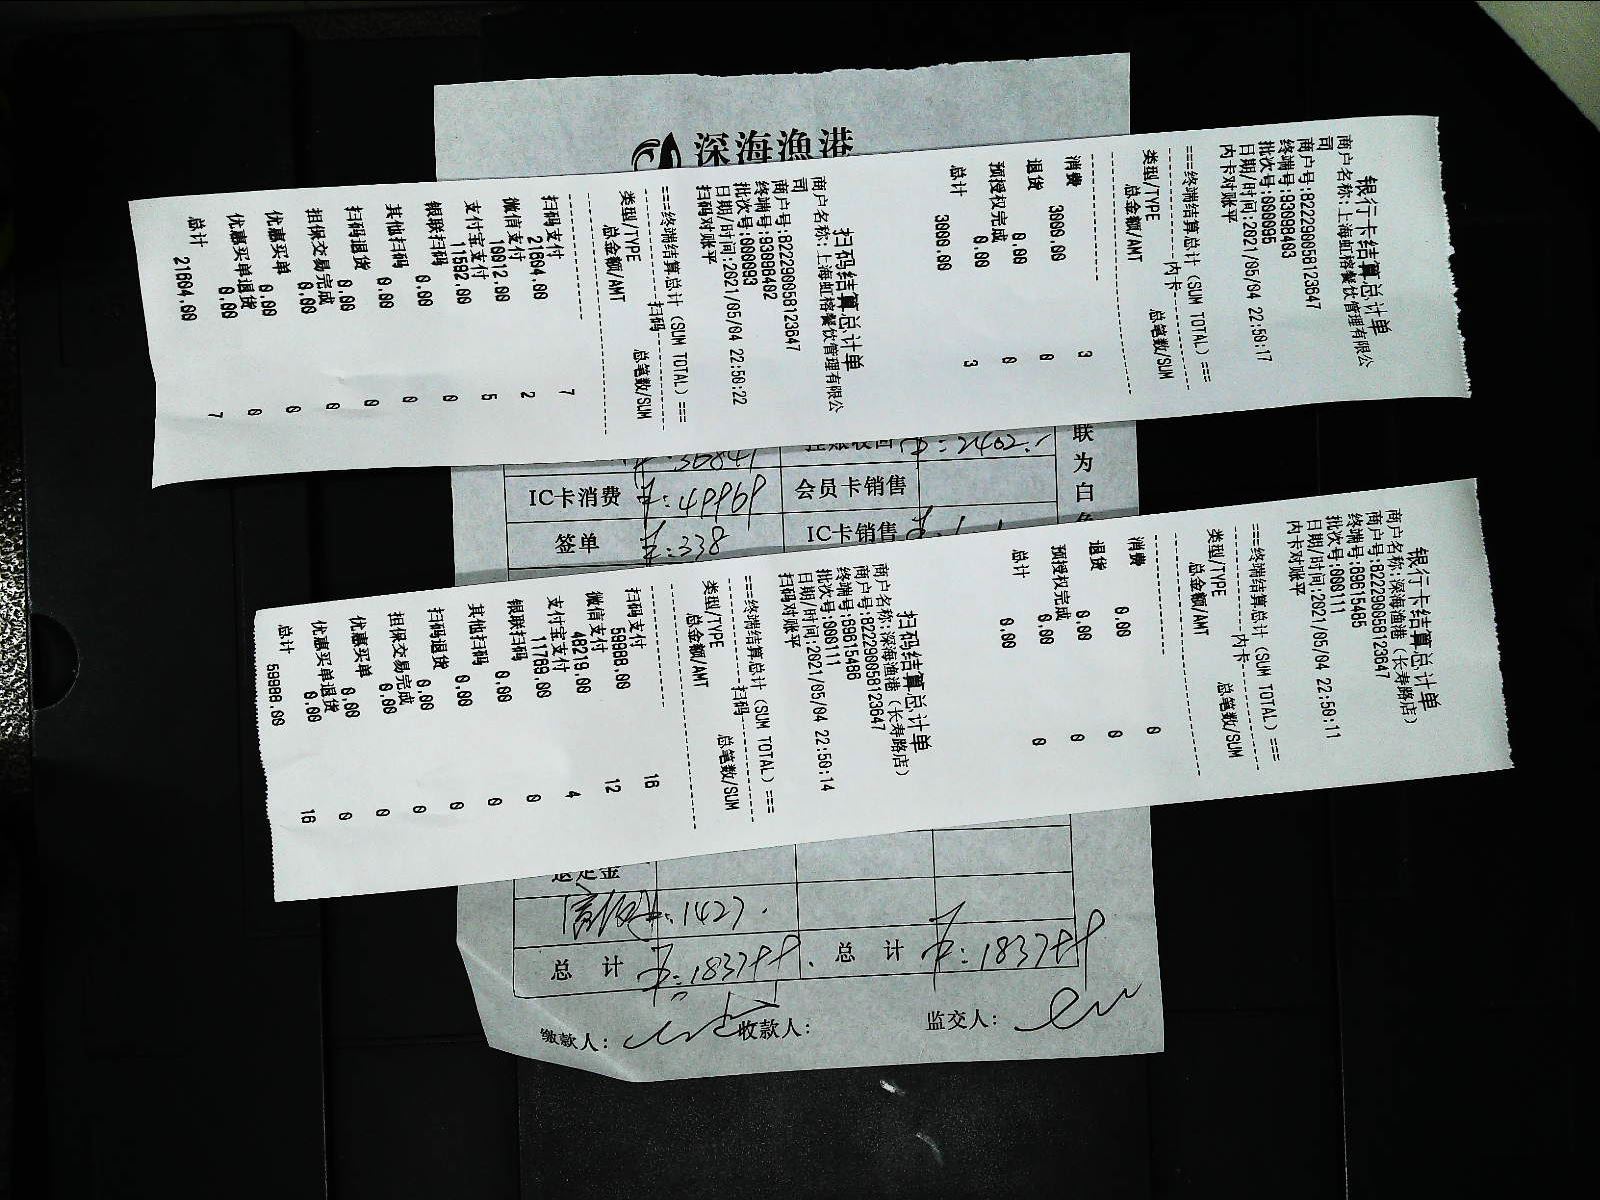 深海漁港
银行卡结算总计单
商户名称:上海虹榕餐饮管理有限公
司
商户号:822290058123647
终端号:93098403
批次号:000095
日期/时间:2021/05/04 22:50:17
内卡对账平
===终端结算总计(SUM TOTAL)===
内卡
类型/TYPE 总笔数/SUM
总金额/AMT
消费 3
3000.00
退货 0
0.00
预授权完成 0
0.00
总计 3
3000.00
扫码结算总计单
商户名称:上海虹榕餐饮管理有限公
司
商户号:822290058123647
终端号:93098402
批次号:000093
日期/时间:2021/05/04 22:50:22
扫码对账平
===终端结算总计(SUM TOTAL)===
扫码
类型/TYPE 总笔数/SUM
总金额/AMT
扫码支付 7
21604.00
微信支付 2
10012.00
支付宝支付 5
11592.00
银联扫码 0
0.00
其他扫码 0
0.00
扫码退货 0
0.00
担保交易完成 0
0.00
优惠买单 0
0.00
优惠买单退货 0
0.00
总计 7
21604.00
IC卡消费 会员卡销售
签单 ¥:338 IC卡销售
联为白
银行卡结算总计单
商户名称:深海渔港(长寿路店)
商户号:822290058123647
终端号:69615485
批次号:000111
日期/时间:2021/05/04 22:50:11
内卡对账平
===终端结算总计(SUM TOTAL)===
内卡
类型/TYPE 总笔数/SUM
总金额/AMT
消费 0
0.00
退货 0
0.00
预授权完成 0
0.00
总计 0
0.00
扫码结算总计单
商户名称:深海渔港(长寿路店)
商户号:822290058123647
终端号:69615486
批次号:000111
日期/时间:2021/05/04 22:50:14
扫码对账平
===终端结算总计(SUM TOTAL)===
扫码
类型/TYPE 总笔数/SUM
总金额/AMT
扫码支付 16
59988.00
微信支付 12
48219.00
支付宝支付 4
11769.00
银联扫码 0
0.00
其他扫码 0
0.00
扫码退货 0
0.00
担保交易完成 0
0.00
优惠买单 0
0.00
优惠买单退货 0
0.00
总计 16
59988.00
退定金
¥:1427.
总 计 总 计
缴款人: 收款人: 监交人: